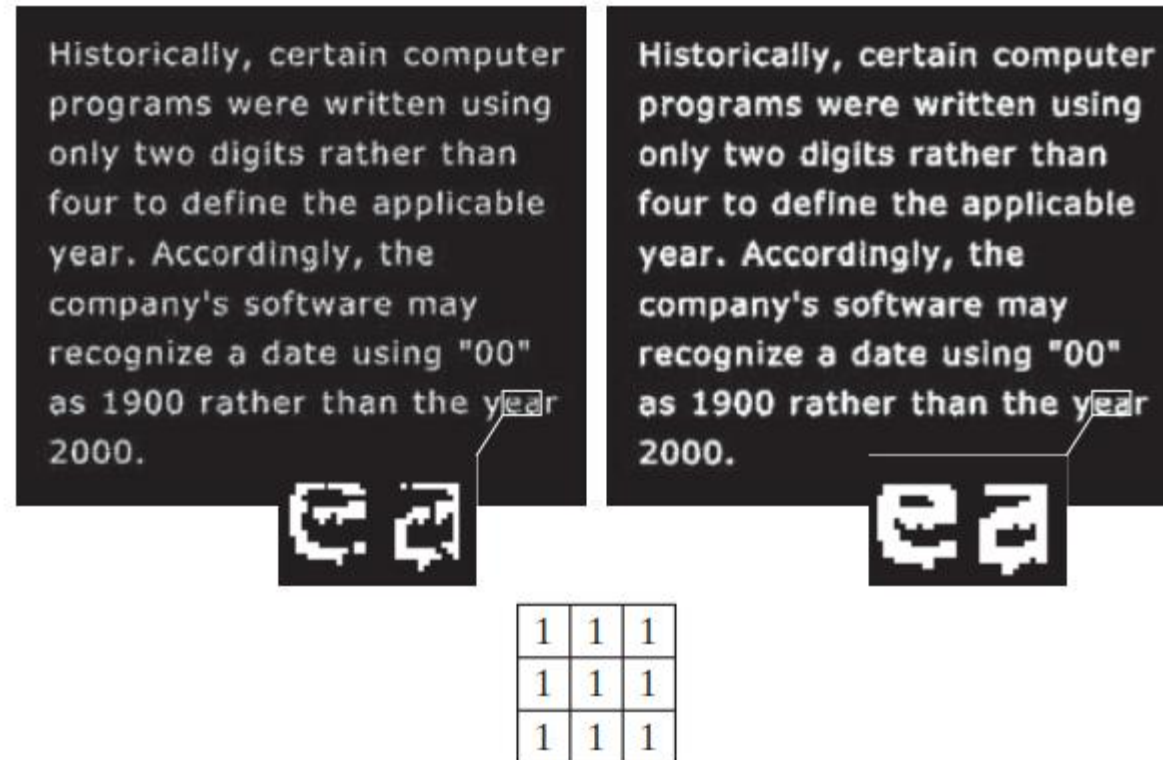 Historically, certain computer
programs were written using
only two digits rather than
four to define the applicable
year. Accordingly, the
company's software may
recognize a date using "00"
as 1900 rather than the year
2000.
ea
Historically, certain computer
programs were written using
only two digits rather than
four to define the applicable
year. Accordingly, the
company's software may
recognize a date using "00"
as 1900 rather than the year
2000.
ea
1 1 1
1 1 1
1 1 1